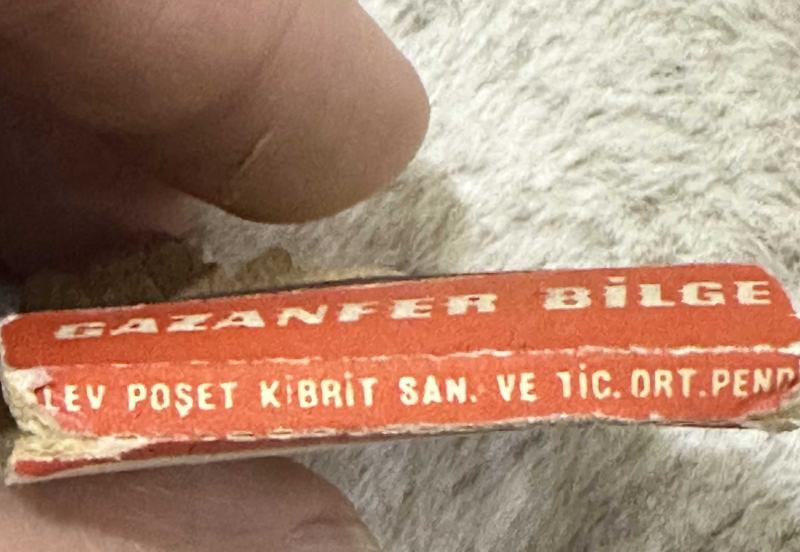 GAZANFER BİLGE
LEV POŞET KİBRİT SAN. VE TİC. ORT. PEND